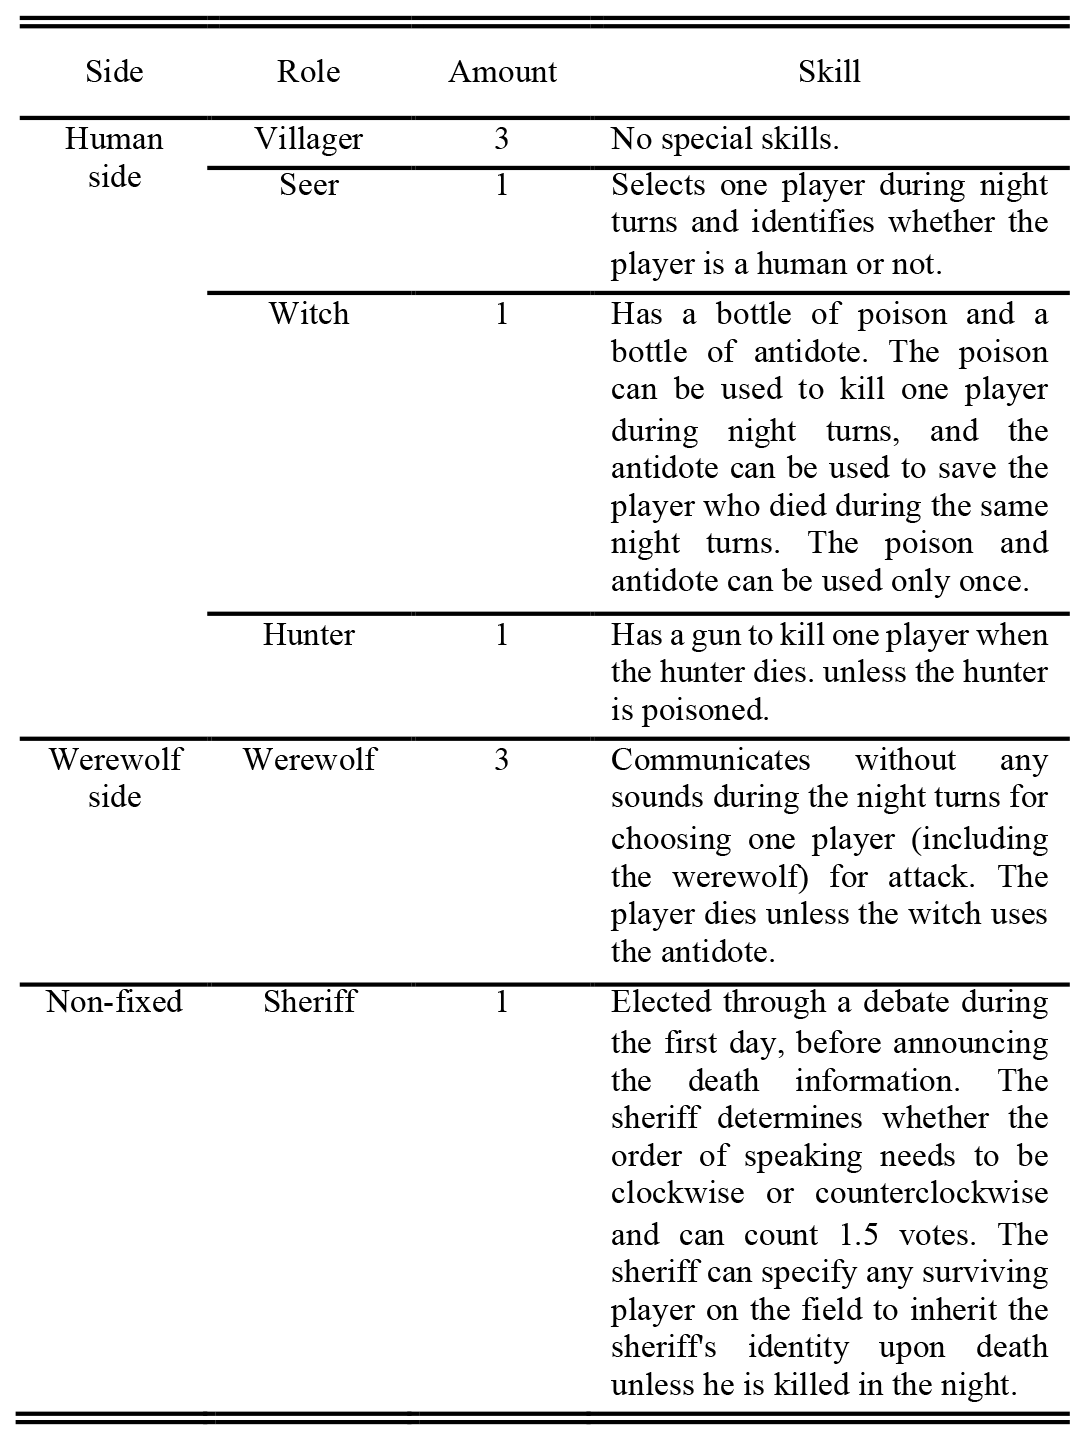 Side Role Amount Skill
Human side Villager 3 No special skills.
Seer 1 Selects one player during night
turns and identifies whether the
player is a human or not.
Witch 1 Has a bottle of poison and a
bottle of antidote. The poison
can be used to kill one player
during night turns, and the
antidote can be used to save the
player who died during the same
night turns. The poison and
antidote can be used only once.
Hunter 1 Has a gun to kill one player when
the hunter dies. unless the hunter
is poisoned.
Werewolf side Werewolf 3 Communicates without any
sounds during the night turns for
choosing one player (including
the werewolf) for attack. The
player dies unless the witch uses
the antidote.
Non-fixed Sheriff 1 Elected through a debate during
the first day, before announcing
the death information. The
sheriff determines whether the
order of speaking needs to be
clockwise or counterclockwise
and can count 1.5 votes. The
sheriff can specify any surviving
player on the field to inherit the
sheriff's identity upon death
unless he is killed in the night.